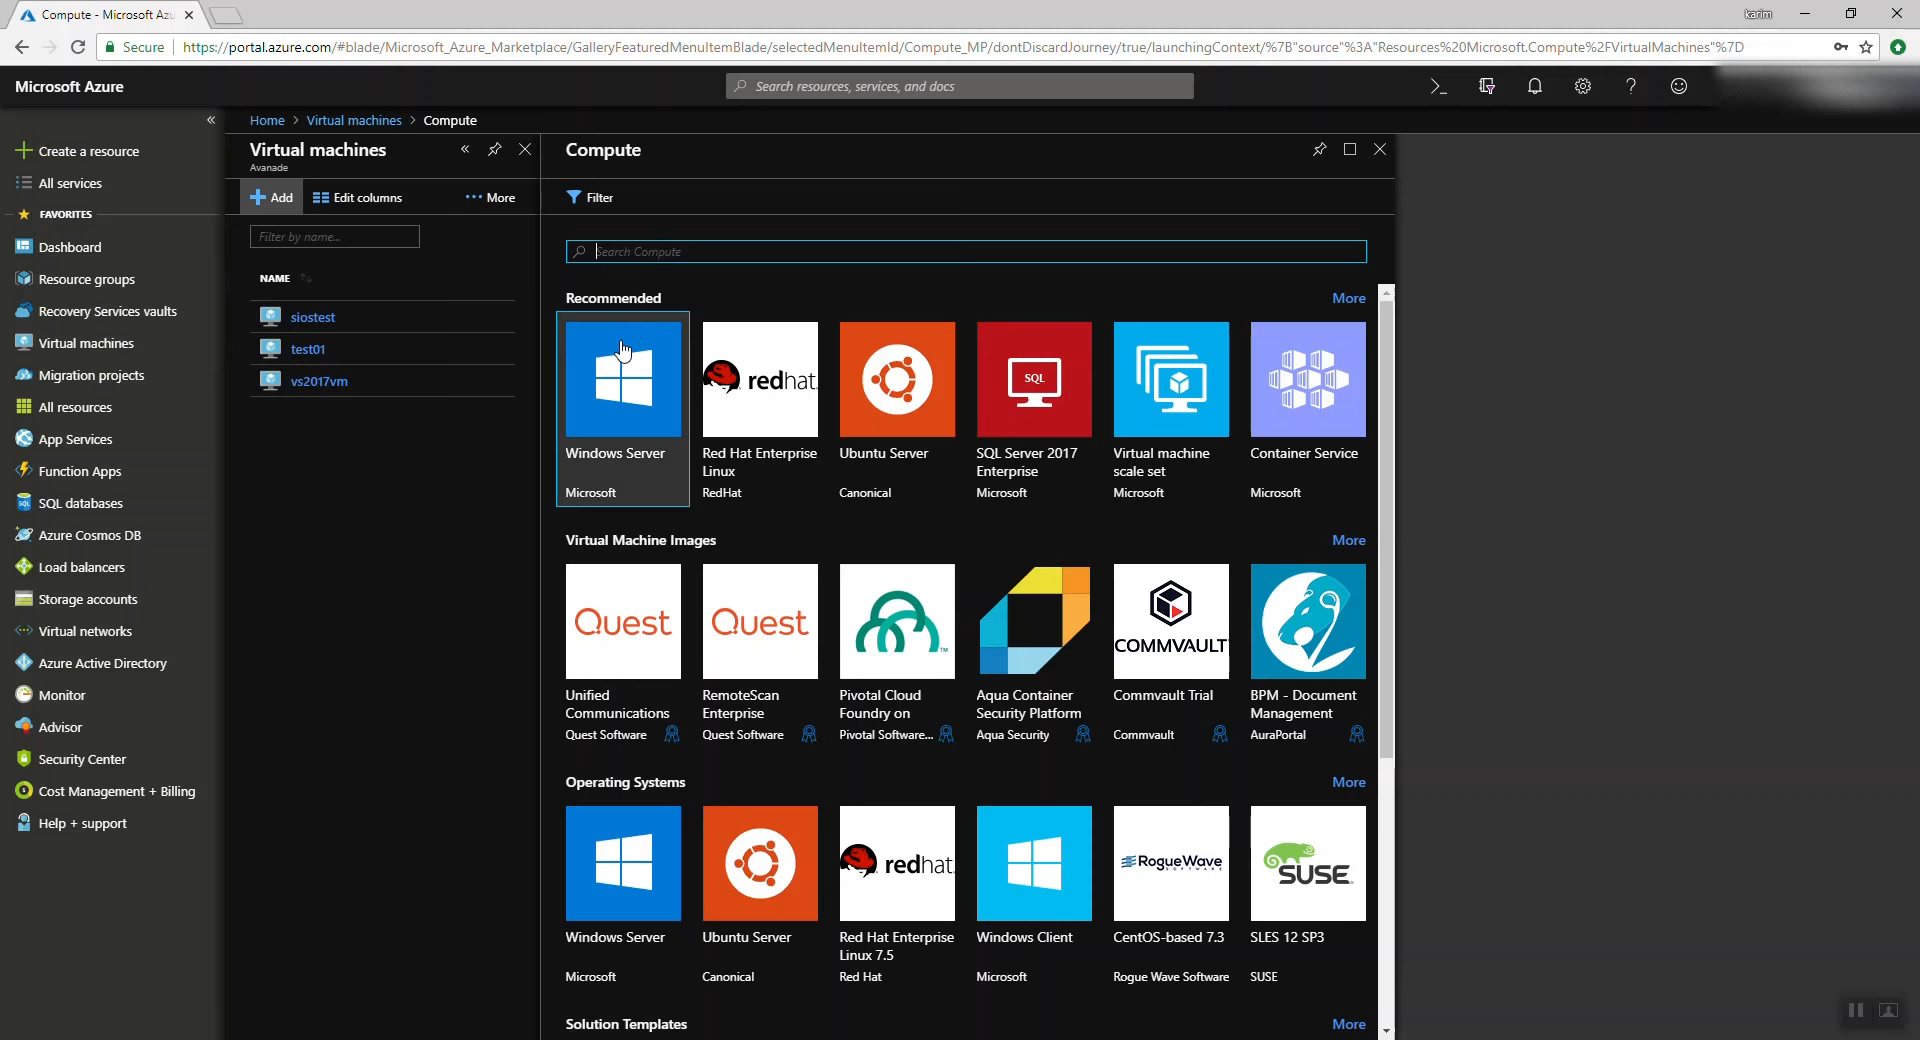 Compute - Microsoft Azu
karim
Secure
https://portal.azure.com/#blade/Microsoft_Azure_Marketplace/GalleryFeaturedMenuItemBlade/selectedMenuItemId/Compute_MP/dontDiscardJourney/true/launchingContext/%7B"source"%3A"Resources%20Microsoft.Compute%2FVirtualMachines"%7D
Microsoft Azure
Search resources, services, and docs
Create a resource
All services
FAVORITES
Dashboard
Resource groups
Recovery Services vaults
Virtual machines
Migration projects
All resources
App Services
Function Apps
SQL databases
Azure Cosmos DB
Load balancers
Storage accounts
Virtual networks
Azure Active Directory
Monitor
Advisor
Security Center
Cost Management + Billing
Help + support
Home > Virtual machines > Compute
Virtual machines
Avanade
Add
Edit columns
More
Filter by name...
NAME
siostest
test01
vs2017vm
Compute
Filter
Search Compute
Recommended
More
redhat.
SQL
Windows Server
Microsoft
Red Hat Enterprise
Linux
RedHat
Ubuntu Server
Canonical
SQL Server 2017
Enterprise
Microsoft
Virtual machine
scale set
Microsoft
Container Service
Microsoft
Virtual Machine Images
More
Quest
Quest
COMMVAULT
Unified
Communications
Quest Software
RemoteScan
Enterprise
Quest Software
Pivotal Cloud
Foundry on
Pivotal Software...
Aqua Container
Security Platform
Aqua Security
Commvault Trial
Commvault
BPM - Document
Management
AuraPortal
Operating Systems
More
redhat.
RogueWave
SOFTWARE
SUSE
Windows Server
Microsoft
Ubuntu Server
Canonical
Red Hat Enterprise
Linux 7.5
Red Hat
Windows Client
Microsoft
CentOS-based 7.3
Rogue Wave Software
SLES 12 SP3
SUSE
Solution Templates
More